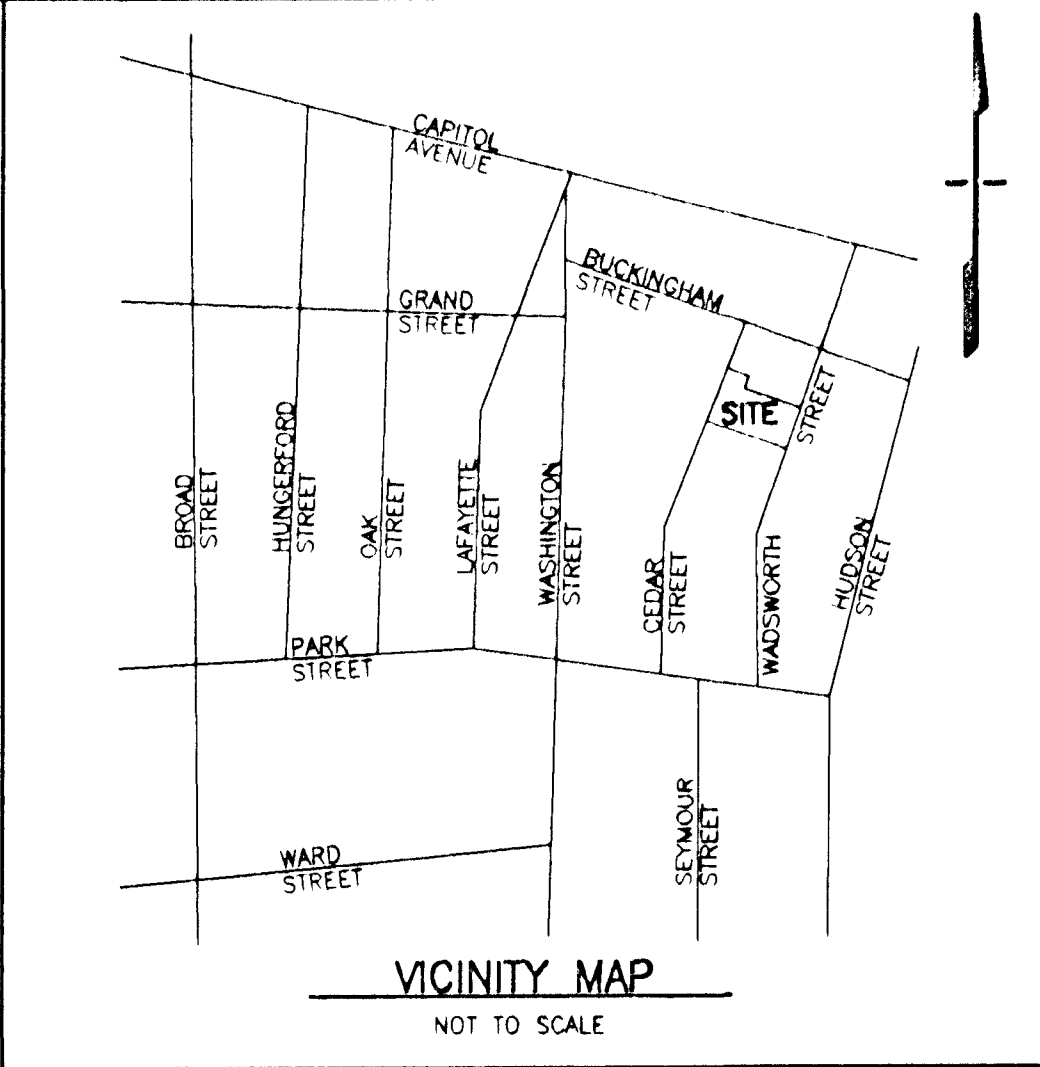 CAPITOL
AVENUE
BUCKINGHAM
STREET
GRAND
STREET
SITE
STREET
HUNGERFORD
STREET
BROAD
STREET
OAK
STREET
LAFAYETTE
STREET
WASHINGTON
STREET
CEDAR
STREET
WADSWORTH
HUDSON
STREET
PARK
STREET
SEYMOUR
STREET
WARD
STREET
VICINITY MAP
NOT TO SCALE